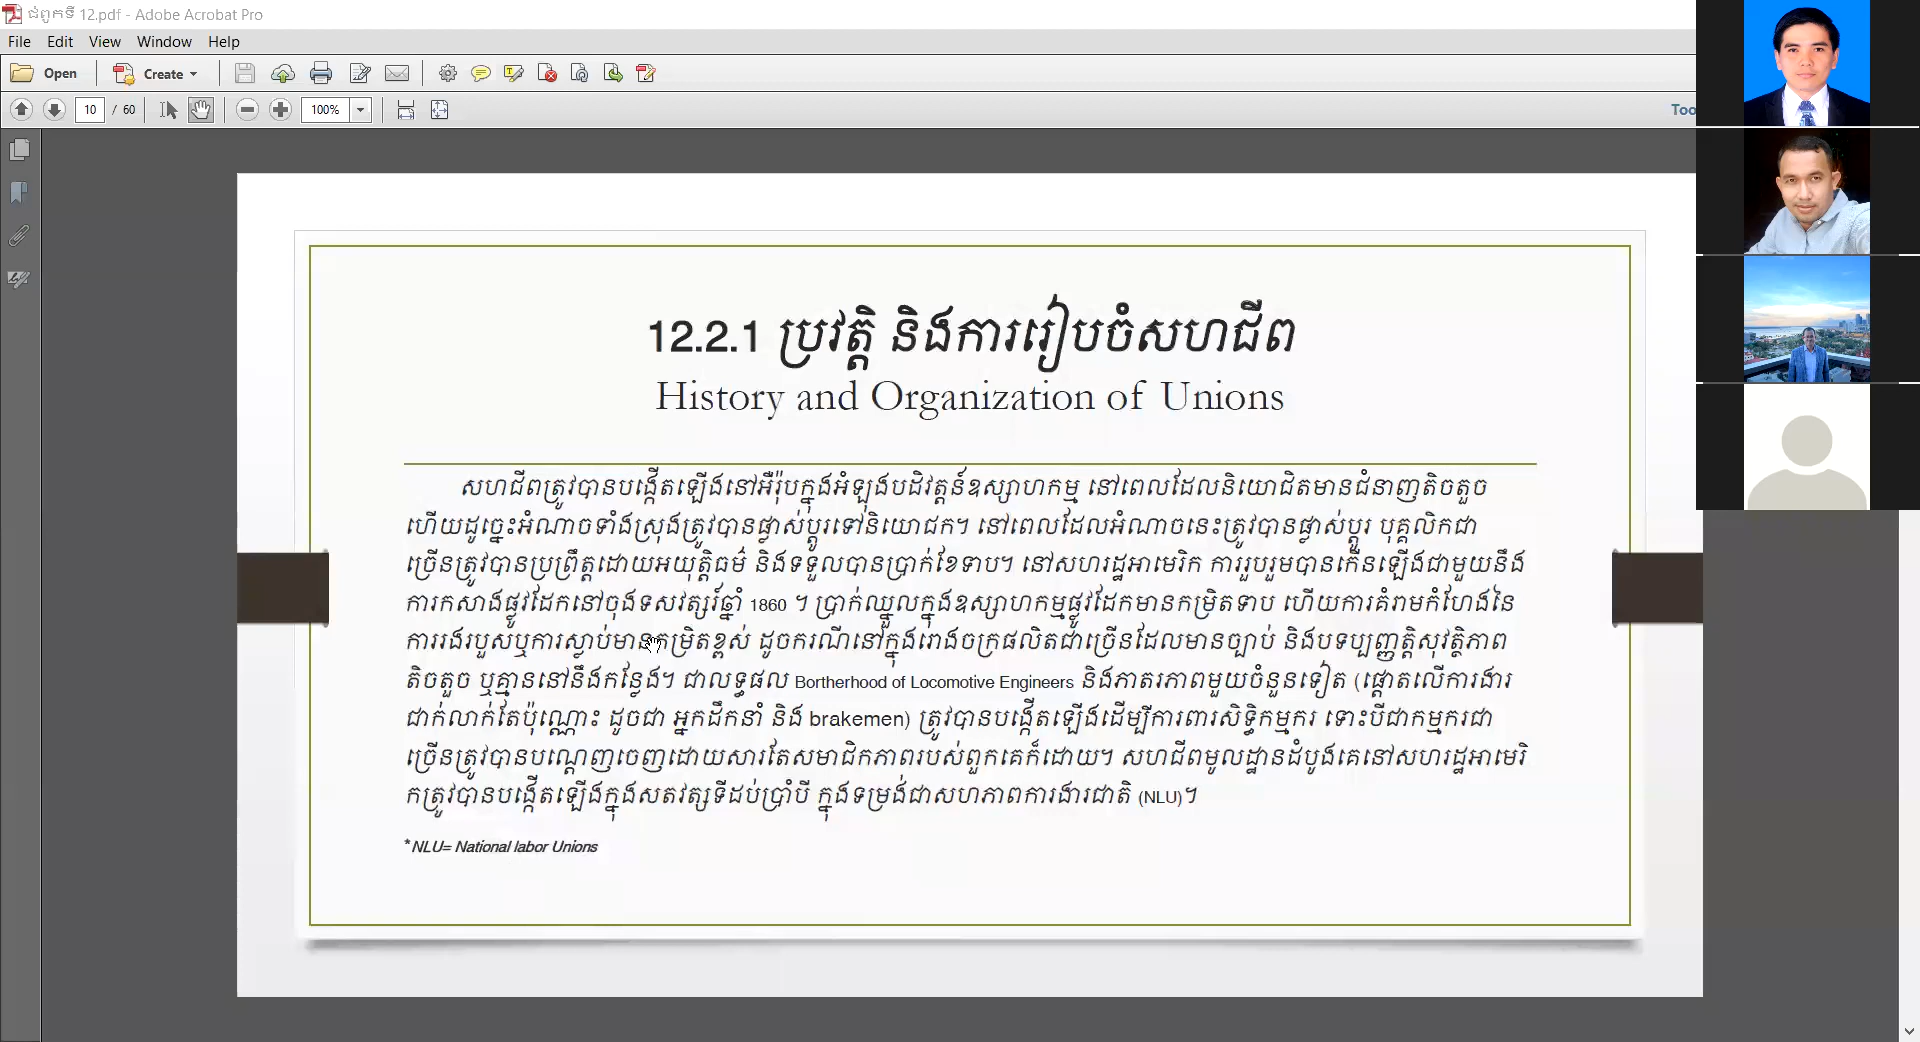 ជំពូកទី 12.pdf - Adobe Acrobat Pro
File Edit View Window Help
Open Create
10 / 60 100% Too
12.2.1 ប្រវត្តិ និងការរៀបចំសហជីព
History and Organization of Unions
សហជីពត្រូវបានបង្កើតឡើងនៅអឺរ៉ុបក្នុងអំឡុងបដិវត្តន៍ឧស្សាហកម្ម នៅពេលដែលនិយោជិតមានជំនាញតិចតួច
ហើយដូច្នេះអំណាចទាំងស្រុងត្រូវបានផ្លាស់ប្តូរទៅនិយោជក។ នៅពេលដែលអំណាចនេះត្រូវបានផ្លាស់ប្តូរ បុគ្គលិកជា
ច្រើនត្រូវបានប្រព្រឹត្តដោយអយុត្តិធម៌ និងទទួលបានប្រាក់ខែទាប។ នៅសហរដ្ឋអាមេរិក ការរួបរួមបានកើនឡើងជាមួយនឹង
ការកសាងផ្លូវដែកនៅចុងទសវត្សរ៍ឆ្នាំ 1860 ។ ប្រាក់ឈ្នួលក្នុងឧស្សាហកម្មផ្លូវដែកមានកម្រិតទាប ហើយការគំរាមកំហែងនៃ
ការរងរបួសឬការស្លាប់មានកម្រិតខ្ពស់ ដូចករណីនៅក្នុងរោងចក្រផលិតជាច្រើនដែលមានច្បាប់ និងបទប្បញ្ញត្តិសុវត្ថិភាព
តិចតួច ឬគ្មាននៅនឹងកន្លែង។ ជាលទ្ធផល Bortherhood of Locomotive Engineers និងភាតរភាពមួយចំនួនទៀត (ផ្តោតលើការងារ
ជាក់លាក់តែប៉ុណ្ណោះ ដូចជា អ្នកដឹកនាំ និង brakemen) ត្រូវបានបង្កើតឡើងដើម្បីការពារសិទ្ធិកម្មករ ទោះបីជាកម្មករជា
ច្រើនត្រូវបានបណ្តេញចេញដោយសារតែសមាជិកភាពរបស់ពួកគេក៏ដោយ។ សហជីពមូលដ្ឋានដំបូងគេនៅសហរដ្ឋអាមេរិ
កត្រូវបានបង្កើតឡើងក្នុងសតវត្សទីដប់ប្រាំបី ក្នុងទម្រង់ជាសហភាពការងារជាតិ (NLU)។
*NLU= National labor Unions